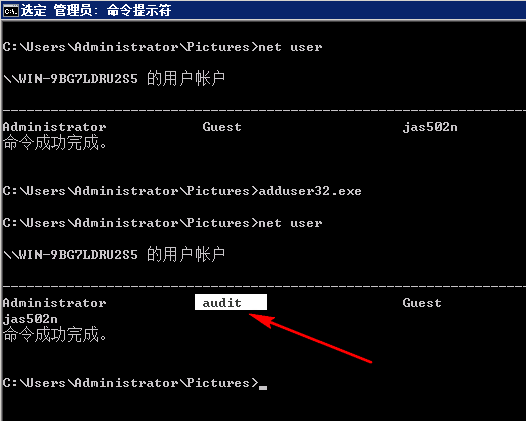 选定 管理员: 命令提示符
C:\Users\Administrator\Pictures>net user
\\WIN-9BG7LDRU2S5 的用户帐户
-------------------------------------------------------------------------------
Administrator            Guest                    jas502n
命令成功完成。
C:\Users\Administrator\Pictures>adduser32.exe
C:\Users\Administrator\Pictures>net user
\\WIN-9BG7LDRU2S5 的用户帐户
-------------------------------------------------------------------------------
Administrator            audit                    Guest
jas502n
命令成功完成。
C:\Users\Administrator\Pictures>_